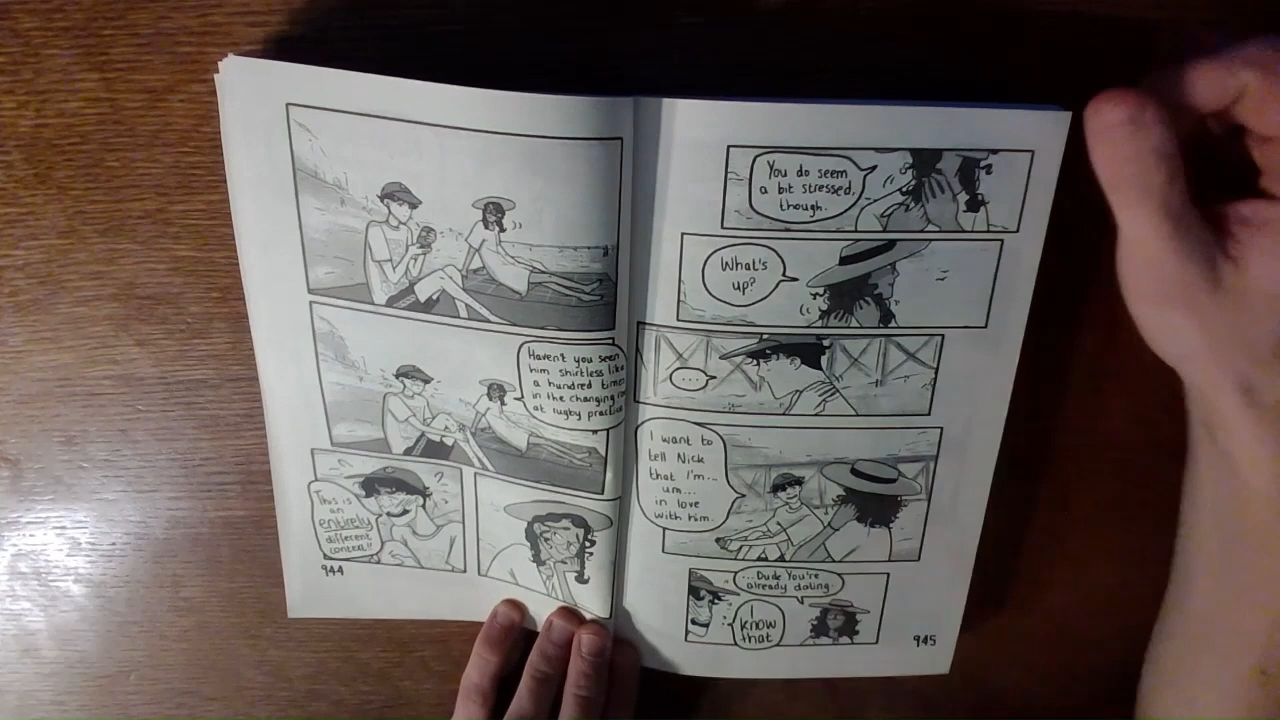 Haven't you seen
him shirtless like
a hundred times
in the changing
at rugby practice
This is
an
entirely
different
context!!
944
You do seem
a bit stressed,
though.
What's
up?
...
I want to
tell Nick
that I'm...
um...
in love
with him.
...Dude You're
already dating.
I
know
that
945